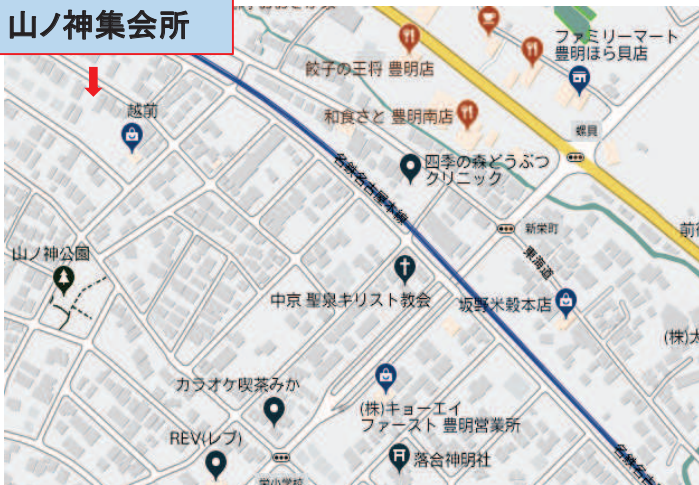 山ノ神集会所
ファミリーマート
豊明ほら貝店
餃子の王将 豊明店
越前
和食さと 豊明南店
螺貝
名鉄名古屋本線
四季の森どうぶつ
クリニック
新栄町
山ノ神公園
東海道
中京 聖泉キリスト教会
坂野米穀本店
(株)太
カラオケ喫茶みか
(株)キョーエイ
ファースト 豊明営業所
REV(レブ)
落合神明社
栄小学校